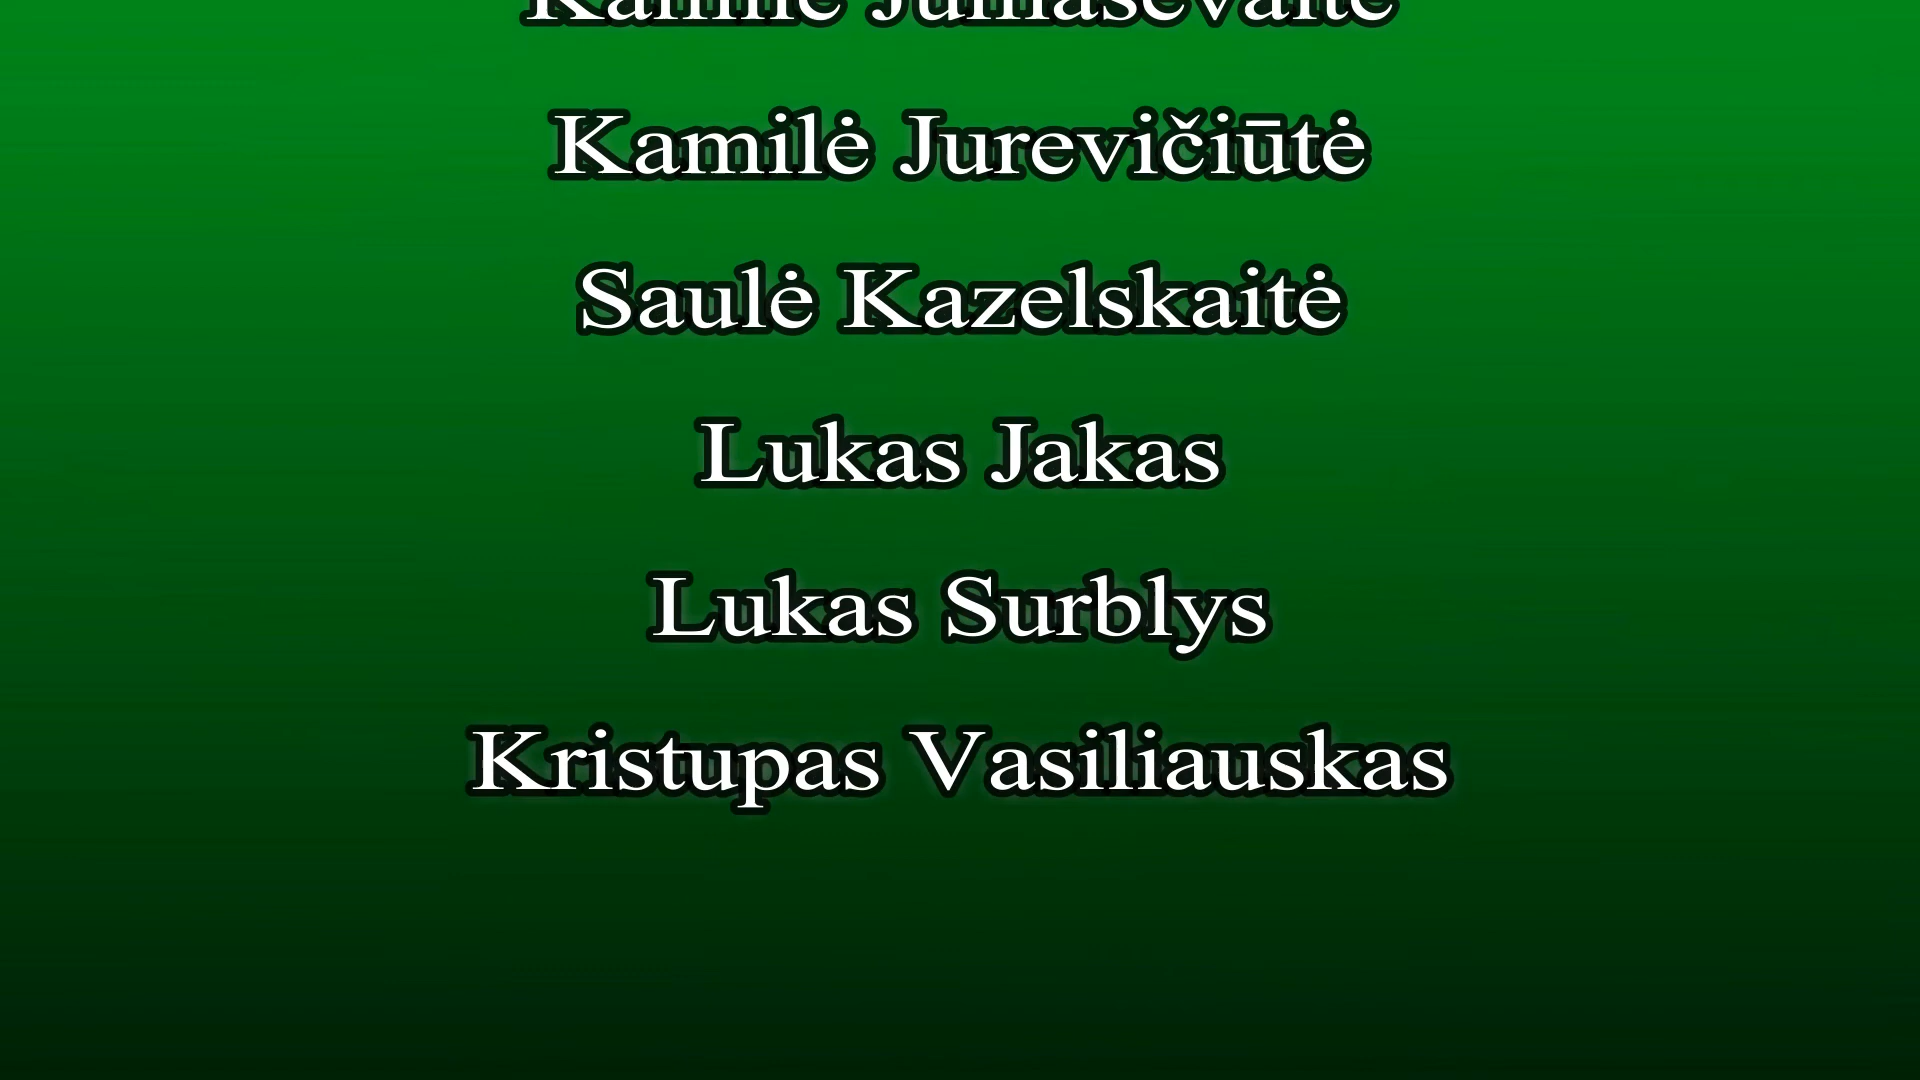 Kamilė Jurevičiūtė
Saulė Kazelskaitė
Lukas Jakas
Lukas Surblys
Kristupas Vasiliauskas